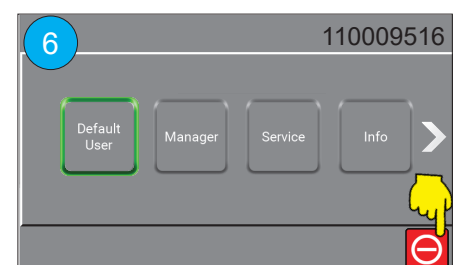 6
110009516
Default
User
Manager
Service
Info